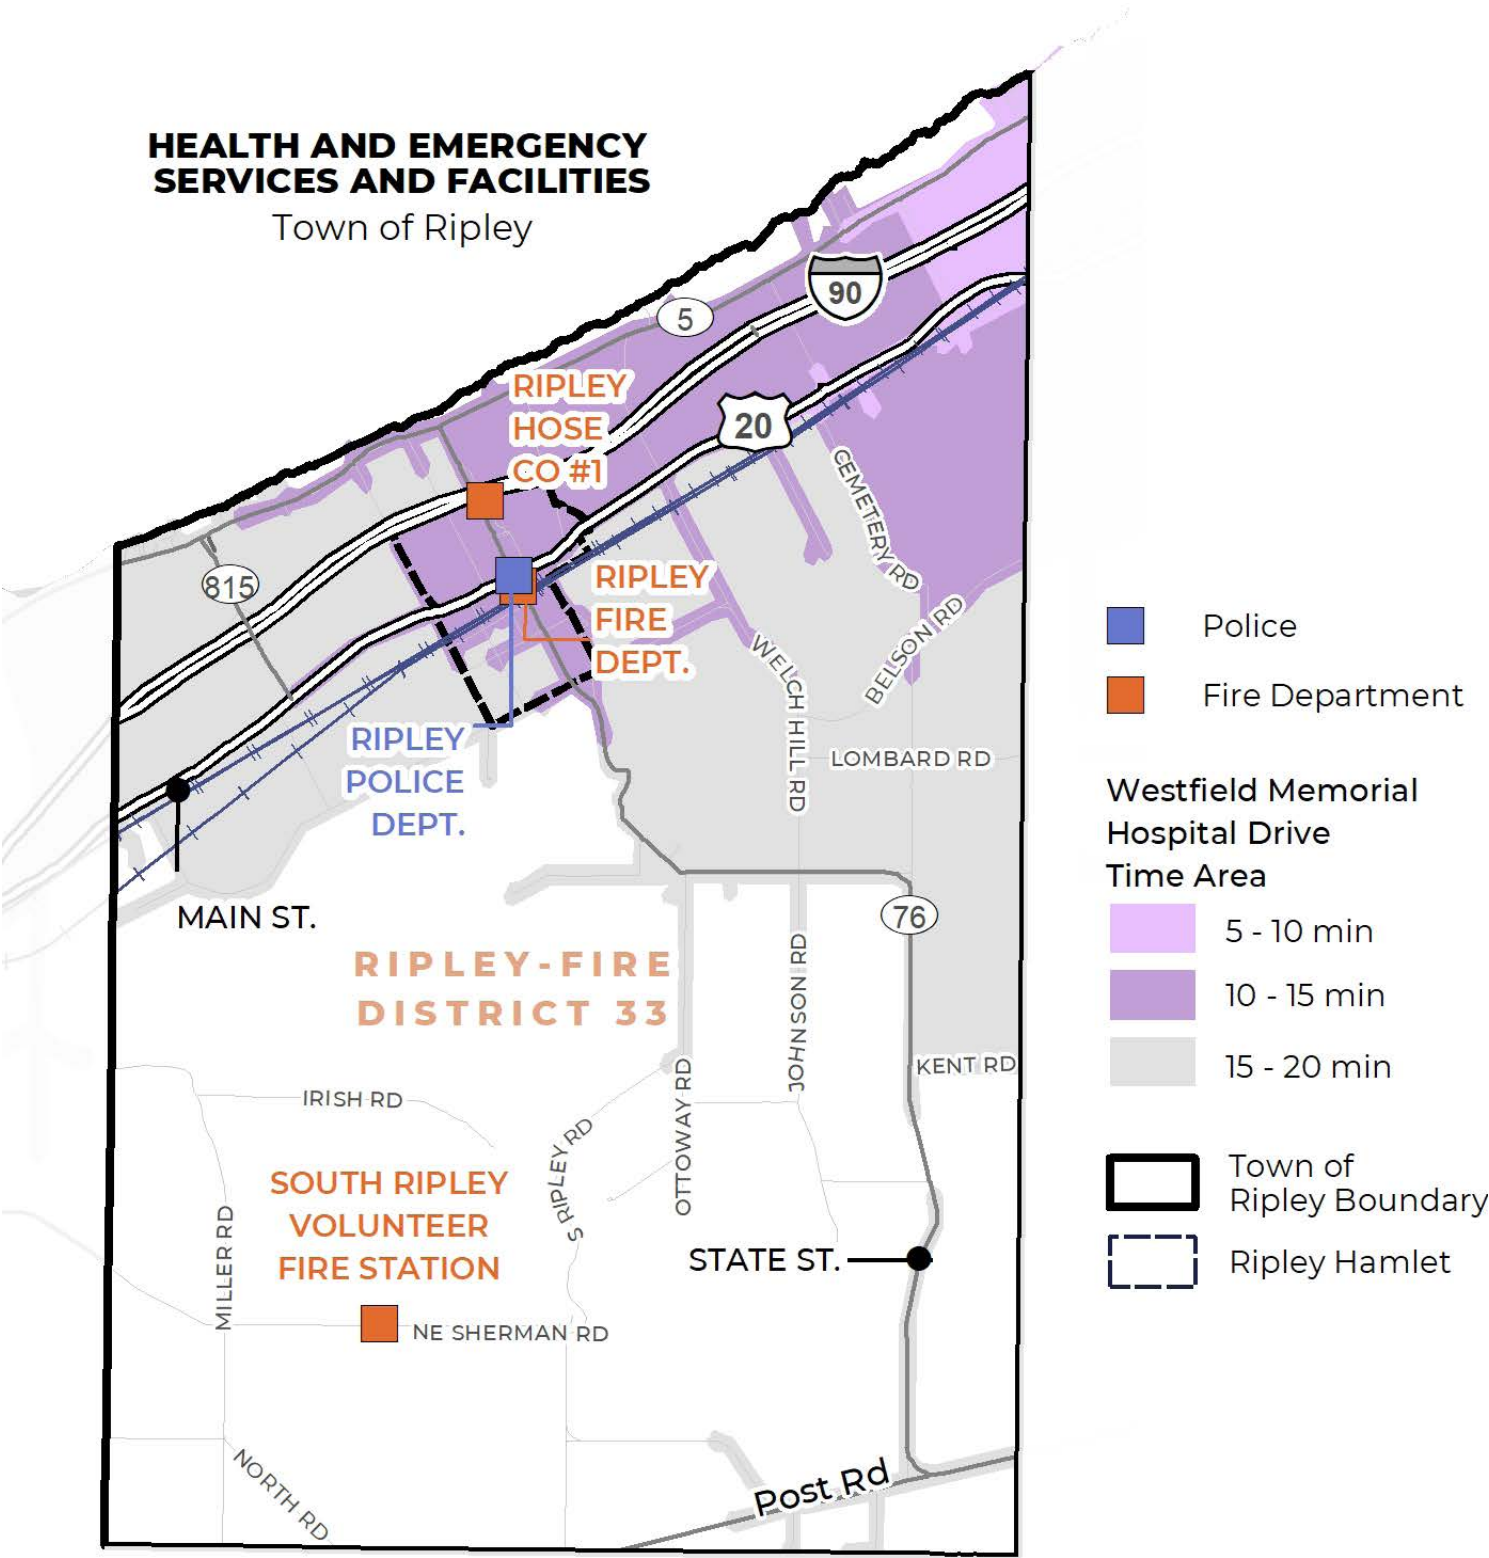 HEALTH AND EMERGENCY
SERVICES AND FACILITIES
Town of Ripley
90
5
RIPLEY
HOSE
CO #1
20
CEMETERY RD
815
RIPLEY
FIRE
DEPT.
BELSON RD
WELCH HILL RD
RIPLEY
POLICE
DEPT.
LOMBARD RD
MAIN ST.
76
RIPLEY-FIRE
DISTRICT 33
JOHNSON RD
KENT RD
IRISH RD
OTTOWAY RD
S RIPLEY RD
SOUTH RIPLEY
VOLUNTEER
FIRE STATION
MILLER RD
STATE ST.
NE SHERMAN RD
NORTH RD
Post Rd
Police
Fire Department
Westfield Memorial
Hospital Drive
Time Area
5 - 10 min
10 - 15 min
15 - 20 min
Town of
Ripley Boundary
Ripley Hamlet